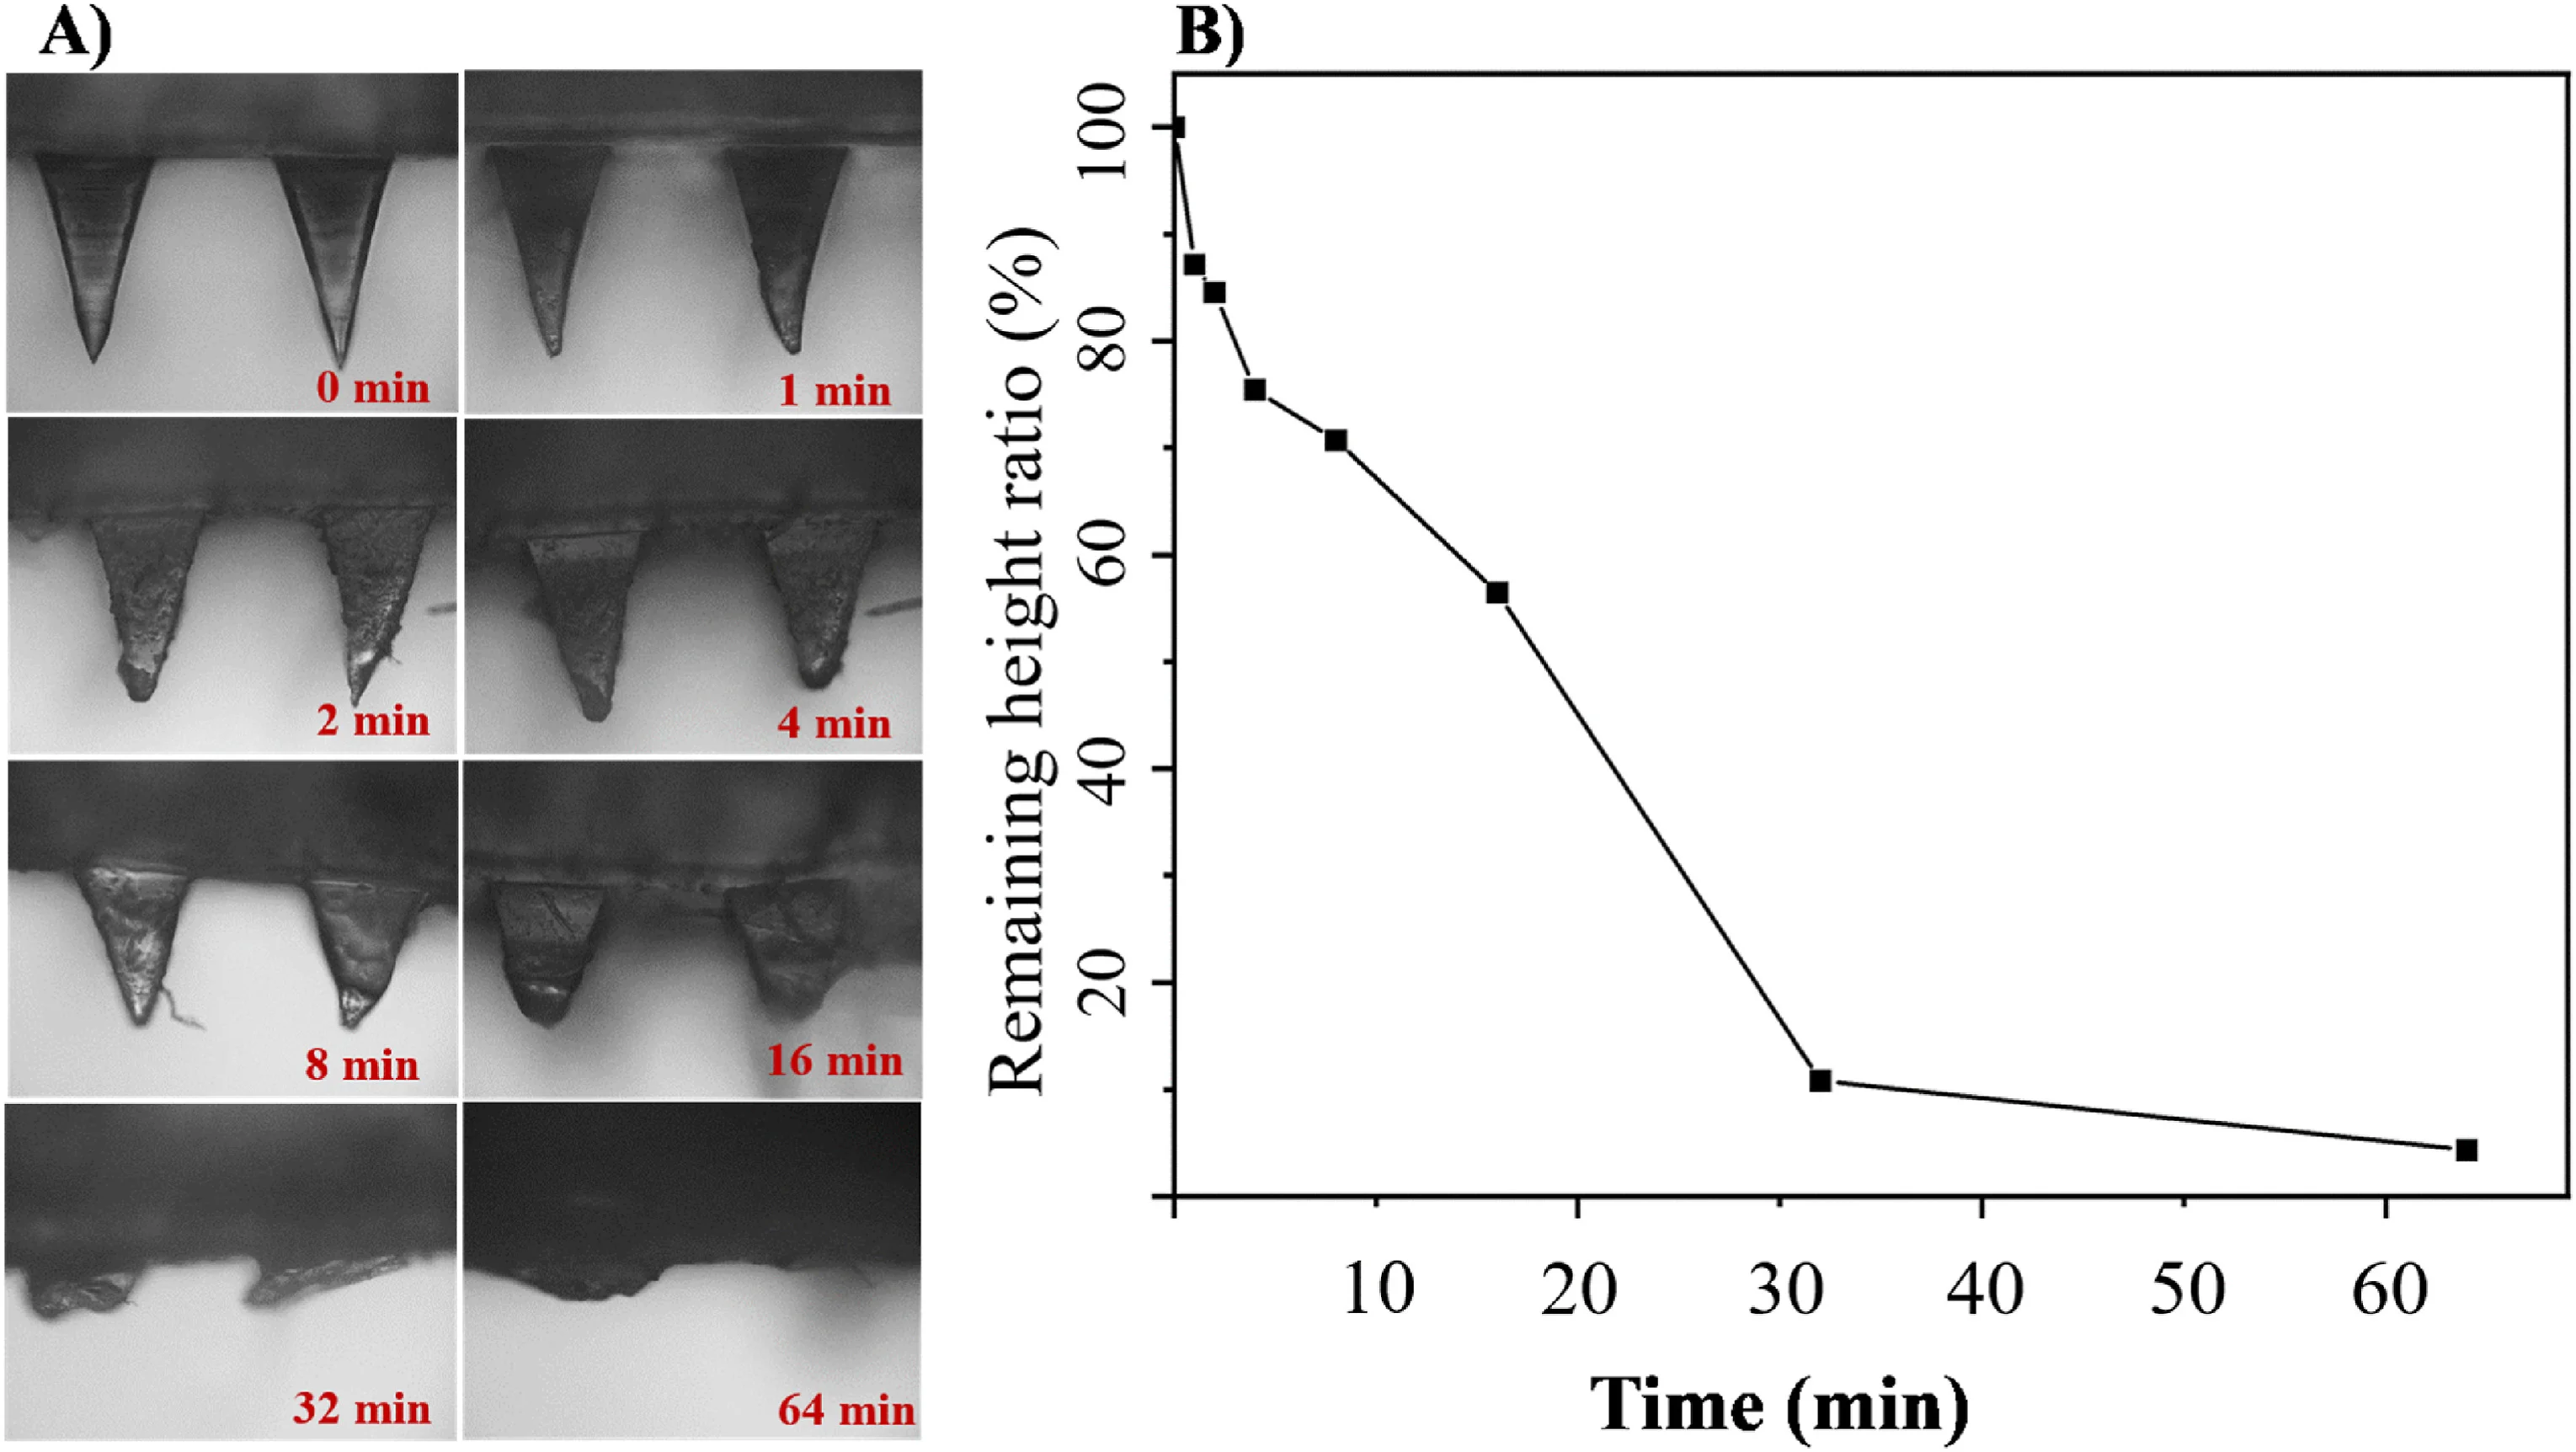 A)
0 min
1 min
2 min
4 min
8 min
16 min
32 min
64 min
B)
Remaining height ratio (%)
100
80
60
40
20
10 20 30 40 50 60
Time (min)